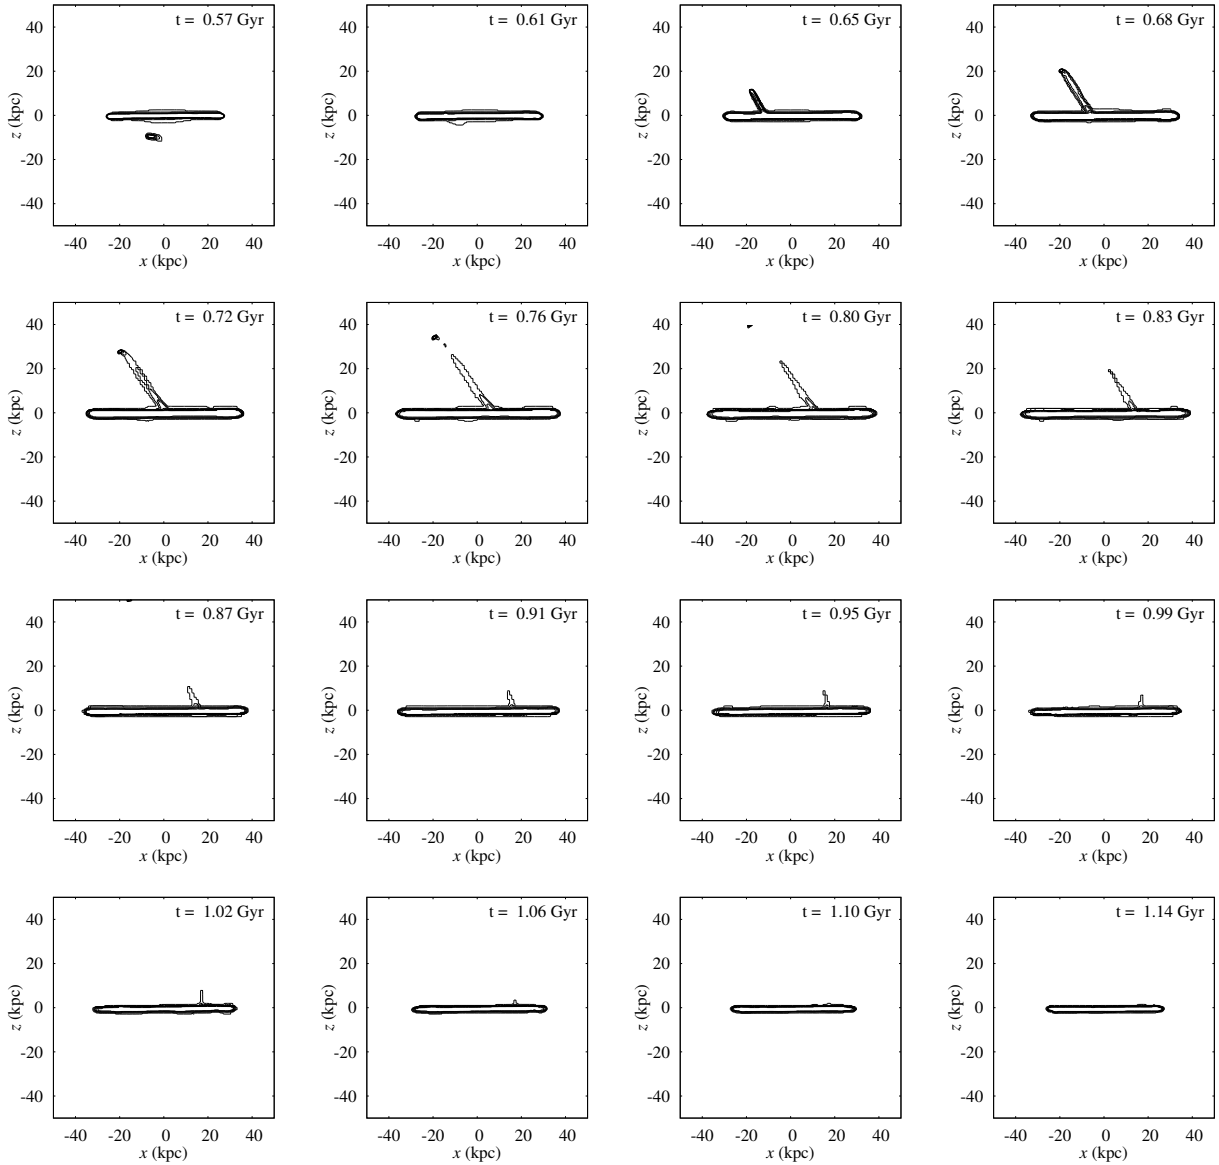 t = 0.57 Gyr t = 0.61 Gyr t = 0.65 Gyr t = 0.68 Gyr
40 40 40 40
20 20 20 20
z (kpc) 0 z (kpc) 0 z (kpc) 0 z (kpc) 0
-20 -20 -20 -20
-40 -40 -40 -40
-40 -20 0 20 40 -40 -20 0 20 40 -40 -20 0 20 40 -40 -20 0 20 40
x (kpc) x (kpc) x (kpc) x (kpc)
t = 0.72 Gyr t = 0.76 Gyr t = 0.80 Gyr t = 0.83 Gyr
40 40 40 40
20 20 20 20
z (kpc) 0 z (kpc) 0 z (kpc) 0 z (kpc) 0
-20 -20 -20 -20
-40 -40 -40 -40
-40 -20 0 20 40 -40 -20 0 20 40 -40 -20 0 20 40 -40 -20 0 20 40
x (kpc) x (kpc) x (kpc) x (kpc)
t = 0.87 Gyr t = 0.91 Gyr t = 0.95 Gyr t = 0.99 Gyr
40 40 40 40
20 20 20 20
z (kpc) 0 z (kpc) 0 z (kpc) 0 z (kpc) 0
-20 -20 -20 -20
-40 -40 -40 -40
-40 -20 0 20 40 -40 -20 0 20 40 -40 -20 0 20 40 -40 -20 0 20 40
x (kpc) x (kpc) x (kpc) x (kpc)
t = 1.02 Gyr t = 1.06 Gyr t = 1.10 Gyr t = 1.14 Gyr
40 40 40 40
20 20 20 20
z (kpc) 0 z (kpc) 0 z (kpc) 0 z (kpc) 0
-20 -20 -20 -20
-40 -40 -40 -40
-40 -20 0 20 40 -40 -20 0 20 40 -40 -20 0 20 40 -40 -20 0 20 40
x (kpc) x (kpc) x (kpc) x (kpc)